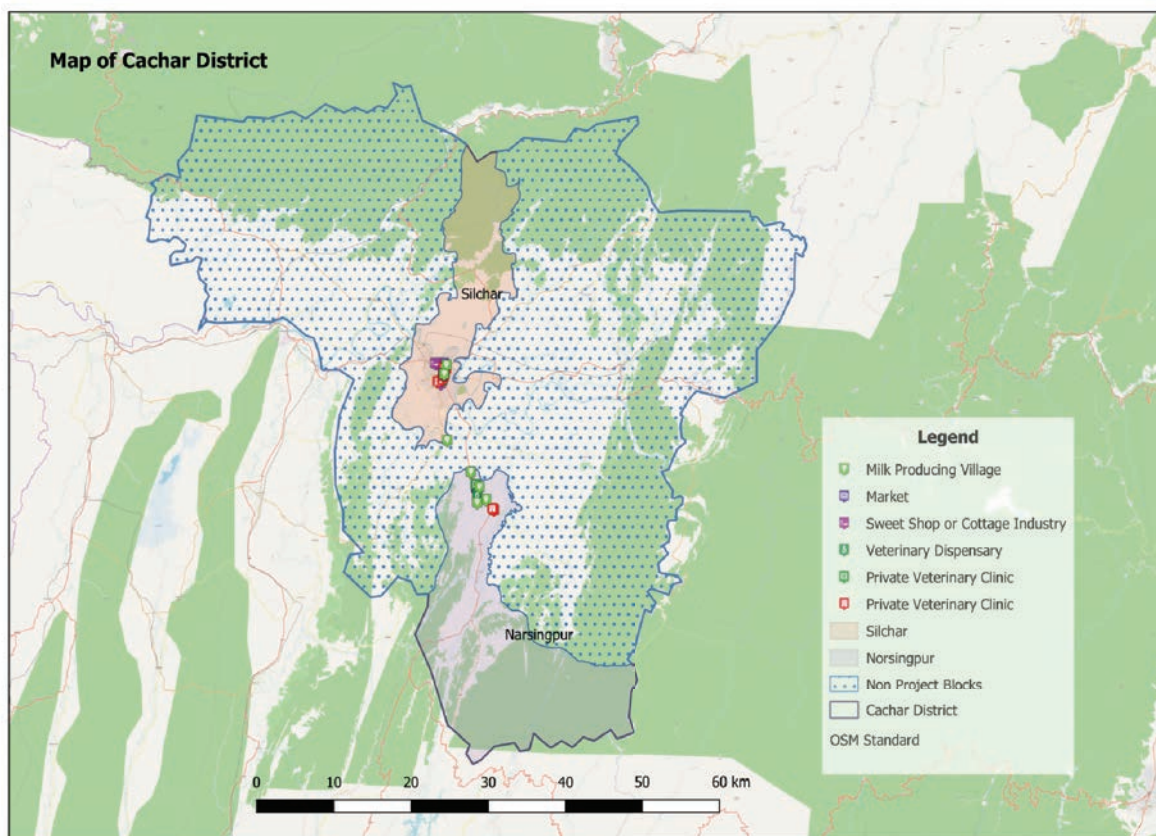 Map of Cachar District
Silchar
Narsingpur
Legend
Milk Producing Village
Market
Sweet Shop or Cottage Industry
Veterinary Dispensary
Private Veterinary Clinic
Private Veterinary Clinic
Silchar
Norsingpur
Non Project Blocks
Cachar District
OSM Standard
0 10 20 30 40 50 60 km